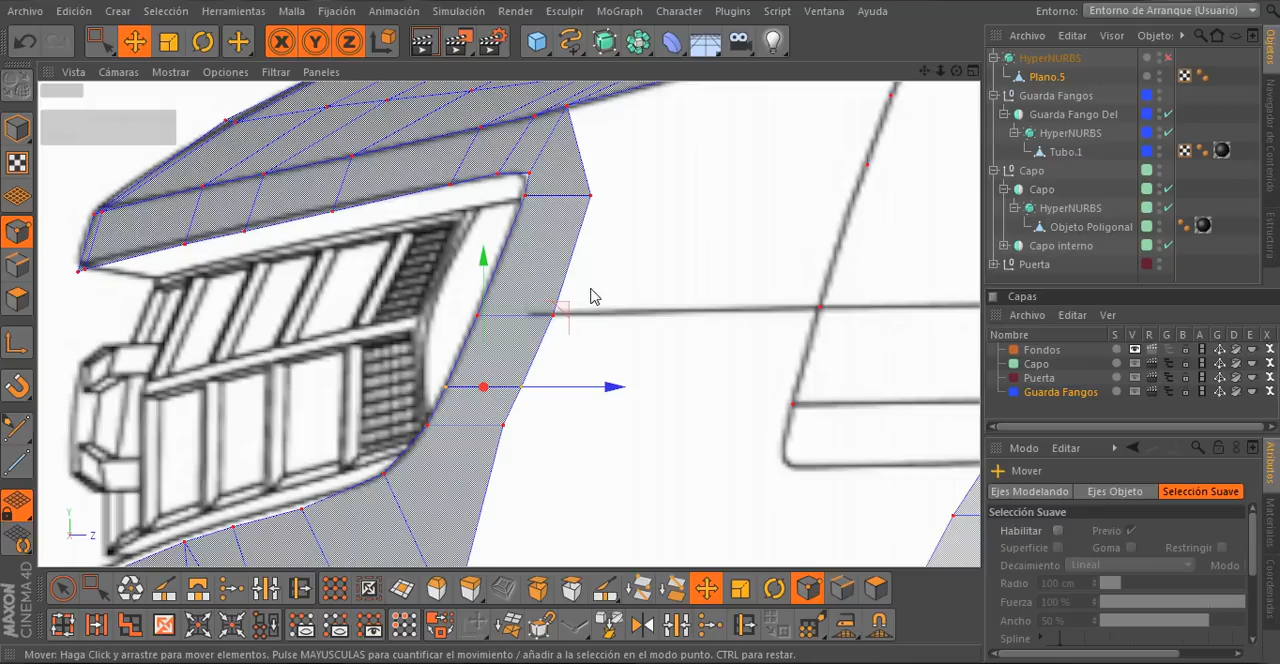 Archivo Edición Crear Selección Herramientas Malla Fijación Animación Simulación Render Esculpir MoGraph Character Plugins Script Ventana Ayuda Entorno: Entorno de Arranque (Usuario)
X Y Z
Archivo Editar Visor Objeto:
Vista Cámaras Mostrar Opciones Filtrar Paneles
HyperNURBS
Plano.5
Guarda Fangos
Guarda Fango Del
HyperNURBS
Tubo.1
Capo
Capo
HyperNURBS
Objeto Poligonal
Capo interno
Puerta
Objetos
Navegador de Contenido
Estructura
Capas
Archivo Editar Ver
Nombre S V R G B A G D E X
Fondos
Capo
Puerta
Guarda Fangos
Modo Editar
Mover
Ejes Modelando Ejes Objeto Selección Suave
Selección Suave
Habilitar Previo
Superficie Goma Restringir
Decaimiento Lineal Modo
Radio 100 cm
Fuerza 100 %
Ancho 50 %
Spline
Atributos
Materiales
Coordenadas
Y
Z
MAXON
CINEMA 4D
Mover: Haga Click y arrastre para mover elementos. Pulse MAYUSCULAS para cuantificar el movimiento / añadir a la selección en el modo punto. CTRL para restar.